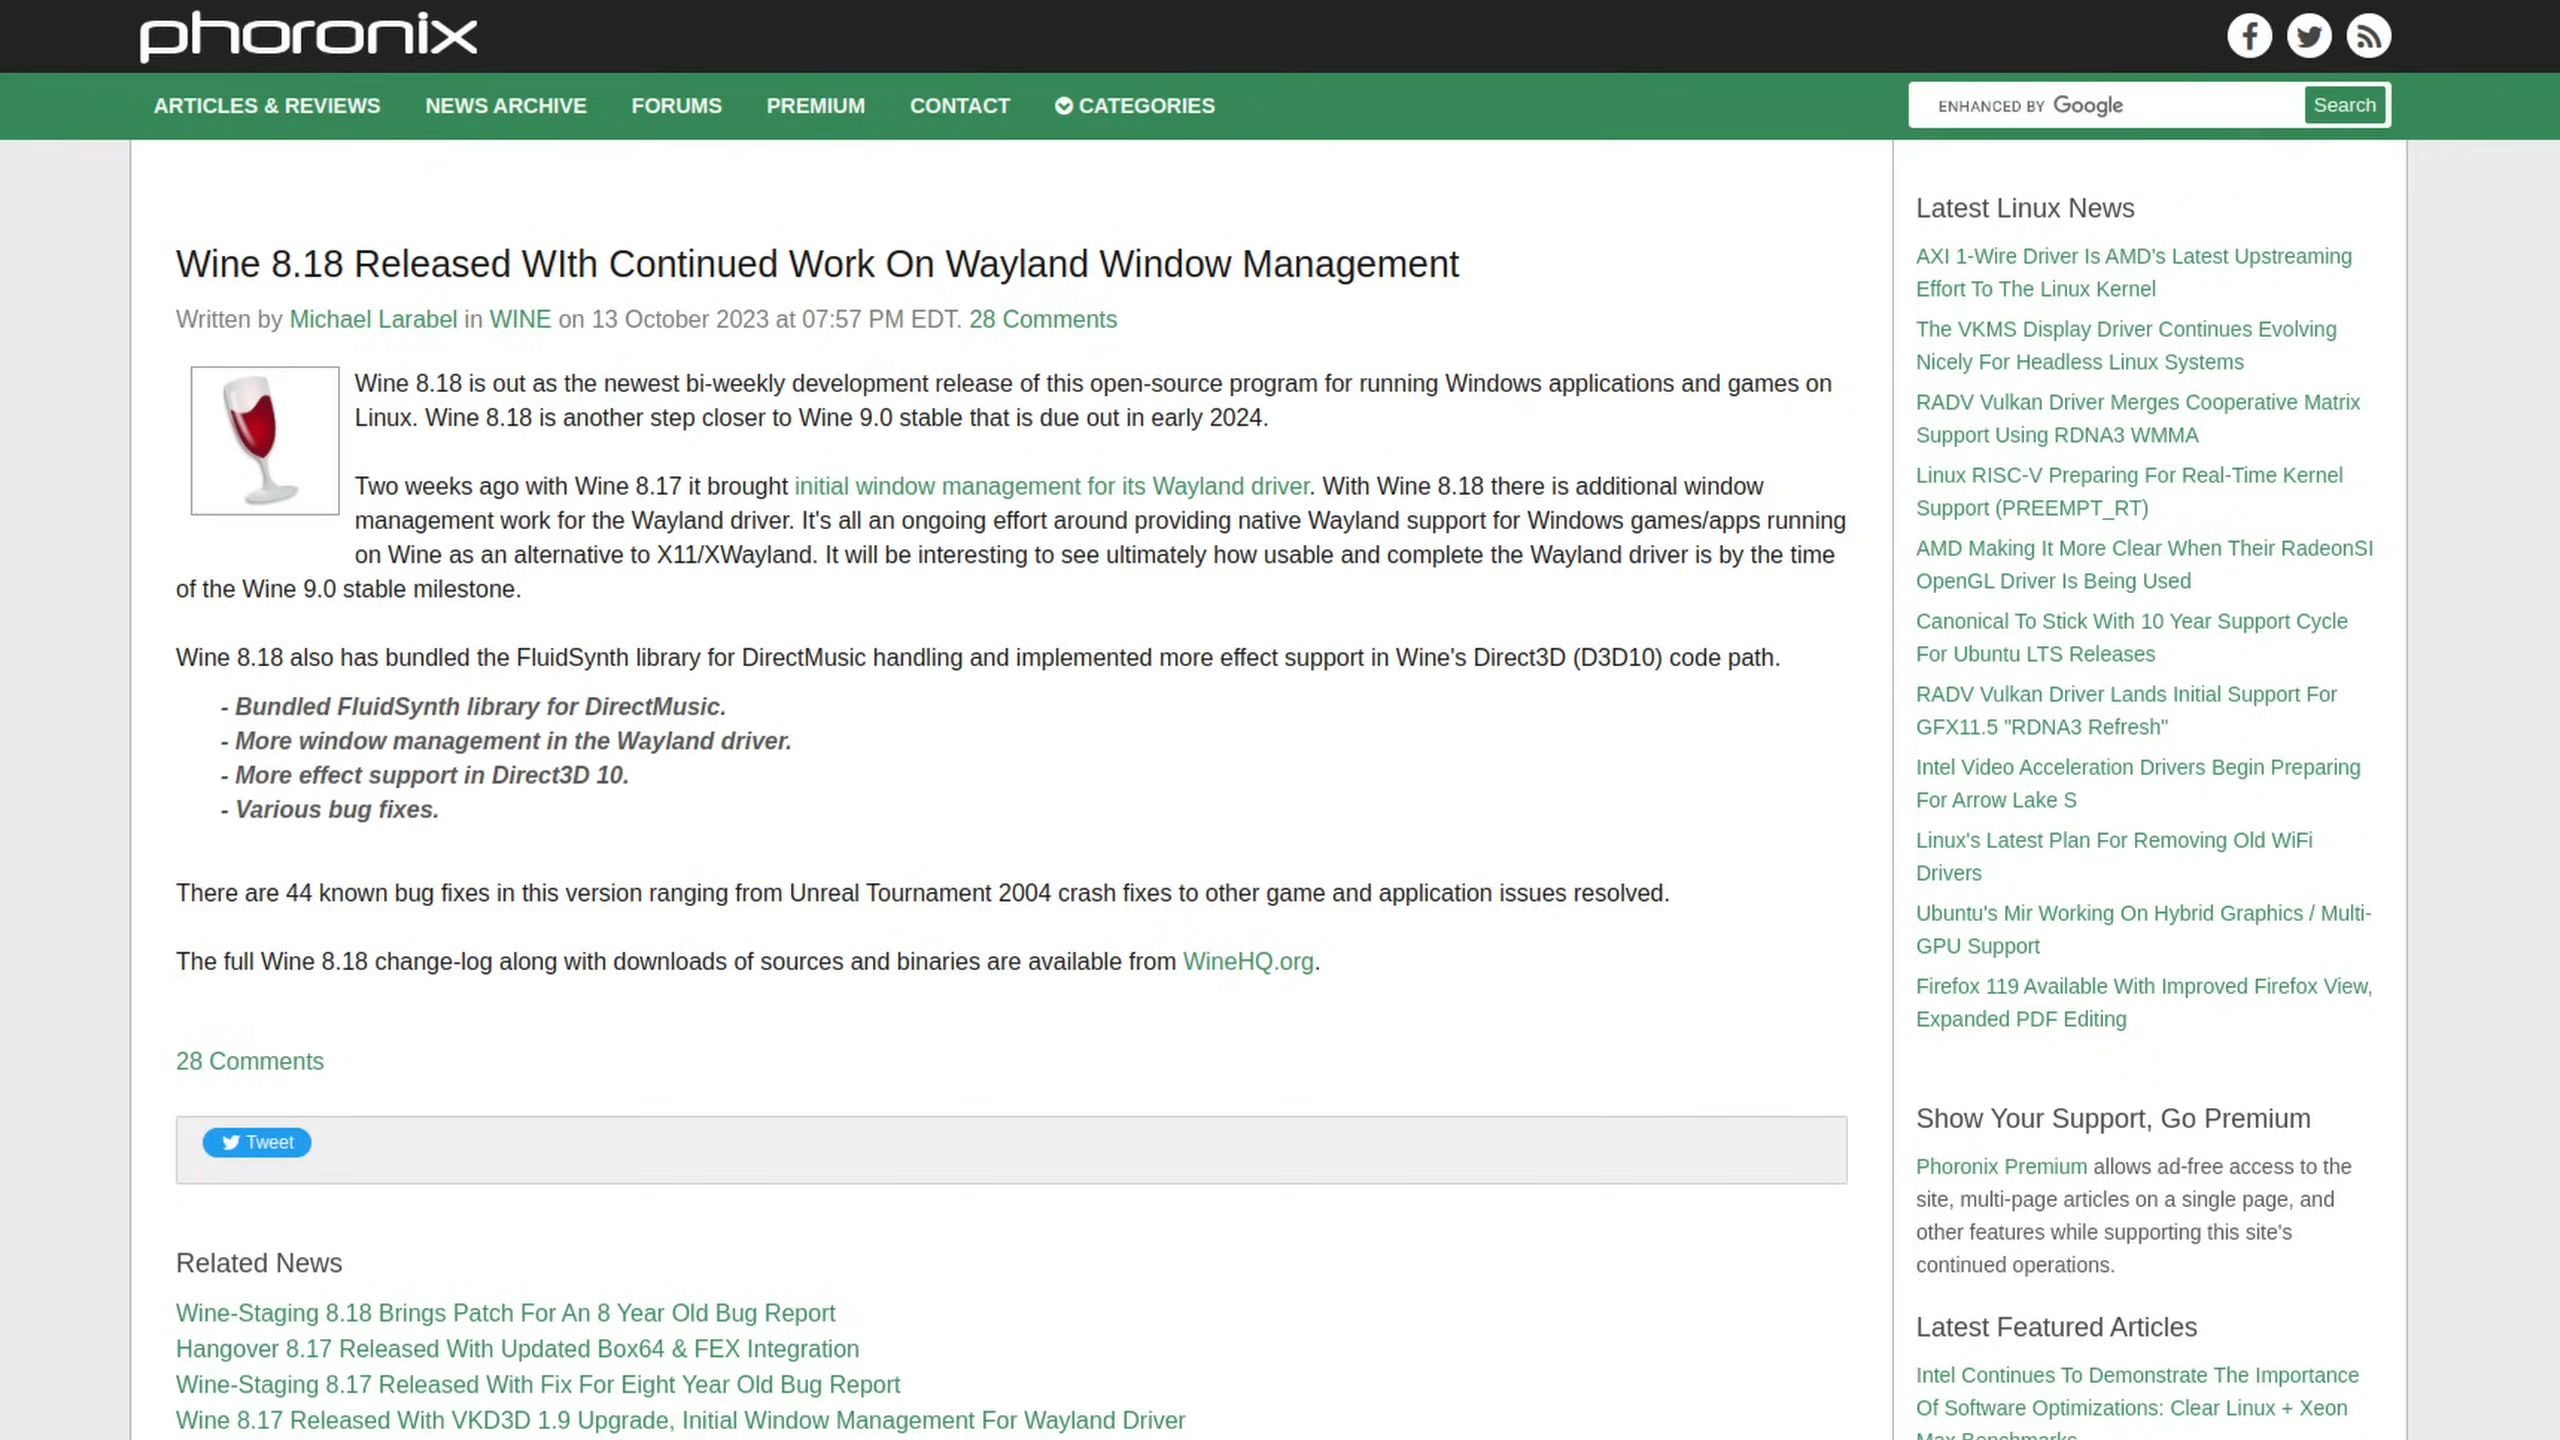 phoronix
ARTICLES & REVIEWS NEWS ARCHIVE FORUMS PREMIUM CONTACT CATEGORIES
ENHANCED BY Google Search
Wine 8.18 Released WIth Continued Work On Wayland Window Management
Written by Michael Larabel in WINE on 13 October 2023 at 07:57 PM EDT. 28 Comments
Wine 8.18 is out as the newest bi-weekly development release of this open-source program for running Windows applications and games on
Linux. Wine 8.18 is another step closer to Wine 9.0 stable that is due out in early 2024.
Two weeks ago with Wine 8.17 it brought initial window management for its Wayland driver. With Wine 8.18 there is additional window
management work for the Wayland driver. It's all an ongoing effort around providing native Wayland support for Windows games/apps running
on Wine as an alternative to X11/XWayland. It will be interesting to see ultimately how usable and complete the Wayland driver is by the time
of the Wine 9.0 stable milestone.
Wine 8.18 also has bundled the FluidSynth library for DirectMusic handling and implemented more effect support in Wine's Direct3D (D3D10) code path.
- Bundled FluidSynth library for DirectMusic.
- More window management in the Wayland driver.
- More effect support in Direct3D 10.
- Various bug fixes.
There are 44 known bug fixes in this version ranging from Unreal Tournament 2004 crash fixes to other game and application issues resolved.
The full Wine 8.18 change-log along with downloads of sources and binaries are available from WineHQ.org.
28 Comments
Tweet
Related News
Wine-Staging 8.18 Brings Patch For An 8 Year Old Bug Report
Hangover 8.17 Released With Updated Box64 & FEX Integration
Wine-Staging 8.17 Released With Fix For Eight Year Old Bug Report
Wine 8.17 Released With VKD3D 1.9 Upgrade, Initial Window Management For Wayland Driver
Latest Linux News
AXI 1-Wire Driver Is AMD's Latest Upstreaming
Effort To The Linux Kernel
The VKMS Display Driver Continues Evolving
Nicely For Headless Linux Systems
RADV Vulkan Driver Merges Cooperative Matrix
Support Using RDNA3 WMMA
Linux RISC-V Preparing For Real-Time Kernel
Support (PREEMPT_RT)
AMD Making It More Clear When Their RadeonSI
OpenGL Driver Is Being Used
Canonical To Stick With 10 Year Support Cycle
For Ubuntu LTS Releases
RADV Vulkan Driver Lands Initial Support For
GFX11.5 "RDNA3 Refresh"
Intel Video Acceleration Drivers Begin Preparing
For Arrow Lake S
Linux's Latest Plan For Removing Old WiFi
Drivers
Ubuntu's Mir Working On Hybrid Graphics / Multi-
GPU Support
Firefox 119 Available With Improved Firefox View,
Expanded PDF Editing
Show Your Support, Go Premium
Phoronix Premium allows ad-free access to the
site, multi-page articles on a single page, and
other features while supporting this site's
continued operations.
Latest Featured Articles
Intel Continues To Demonstrate The Importance
Of Software Optimizations: Clear Linux + Xeon
Max Benchmarks